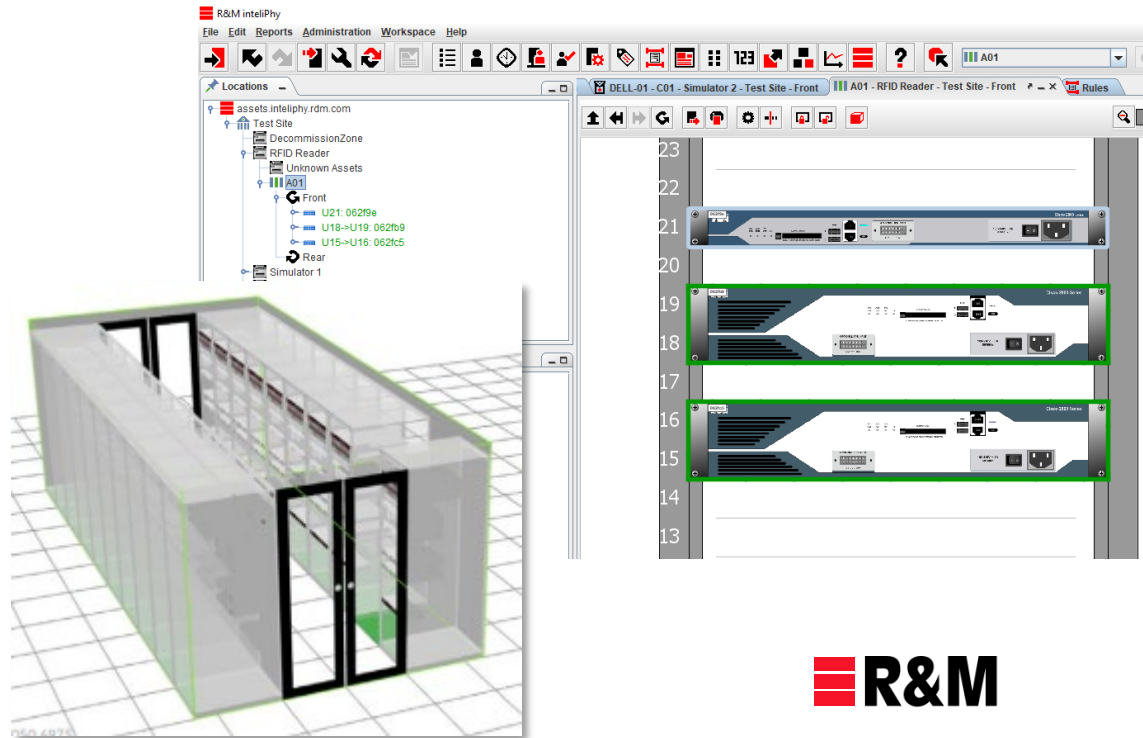 R&M inteliPhy
File Edit Reports Administration Workspace Help
123
A01
Locations
DELL-01 - C01 - Simulator 2 - Test Site - Front
A01 - RFID Reader - Test Site - Front
Rules
assets.inteliphy.rdm.com
Test Site
DecommissionZone
RFID Reader
Unknown Assets
A01
Front
U21: 062f9e
U18->U19: 062fb9
U15->U16: 062fc5
Rear
Simulator 1
23
22
21
20
19
18
17
16
15
14
13
R&M